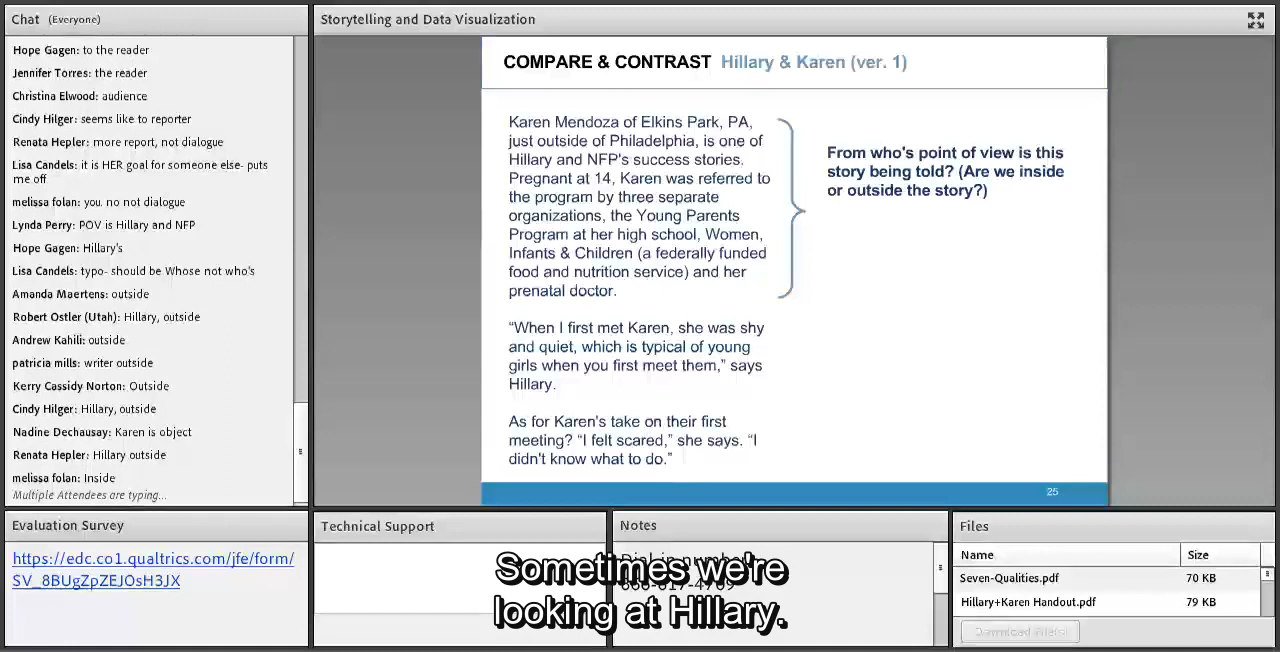 Chat (Everyone)
Hope Gagen: to the reader
Jennifer Torres: the reader
Christina Elwood: audience
Cindy Hilger: seems like to reporter
Renata Hepler: more report, not dialogue
Lisa Candels: it is HER goal for someone else- puts
me off
melissa folan: you. no not dialogue
Lynda Perry: POV is Hillary and NFP
Hope Gagen: Hillary's
Lisa Candels: typo- should be Whose not who's
Amanda Maertens: outside
Robert Ostler (Utah): Hillary, outside
Andrew Kahili: outside
patricia mills: writer outside
Kerry Cassidy Norton: Outside
Cindy Hilger: Hillary, outside
Nadine Dechausay: Karen is object
Renata Hepler: Hillary outside
melissa folan: Inside
Multiple Attendees are typing...
Storytelling and Data Visualization
COMPARE & CONTRAST Hillary & Karen (ver. 1)
Karen Mendoza of Elkins Park, PA,
just outside of Philadelphia, is one of
Hillary and NFP's success stories.
Pregnant at 14, Karen was referred to
the program by three separate
organizations, the Young Parents
Program at her high school, Women,
Infants & Children (a federally funded
food and nutrition service) and her
prenatal doctor.
"When I first met Karen, she was shy
and quiet, which is typical of young
girls when you first meet them," says
Hillary.
As for Karen's take on their first
meeting? "I felt scared," she says. "I
didn't know what to do."
From who's point of view is this
story being told? (Are we inside
or outside the story?)
25
Evaluation Survey
https://edc.co1.qualtrics.com/jfe/form/
SV_8BUgZpZEJOsH3JX
Technical Support
Notes
Sometimes we're
looking at Hillary.
Files
Name Size
Seven-Qualities.pdf 70 KB
Hillary+Karen Handout.pdf 79 KB
Download File(s)